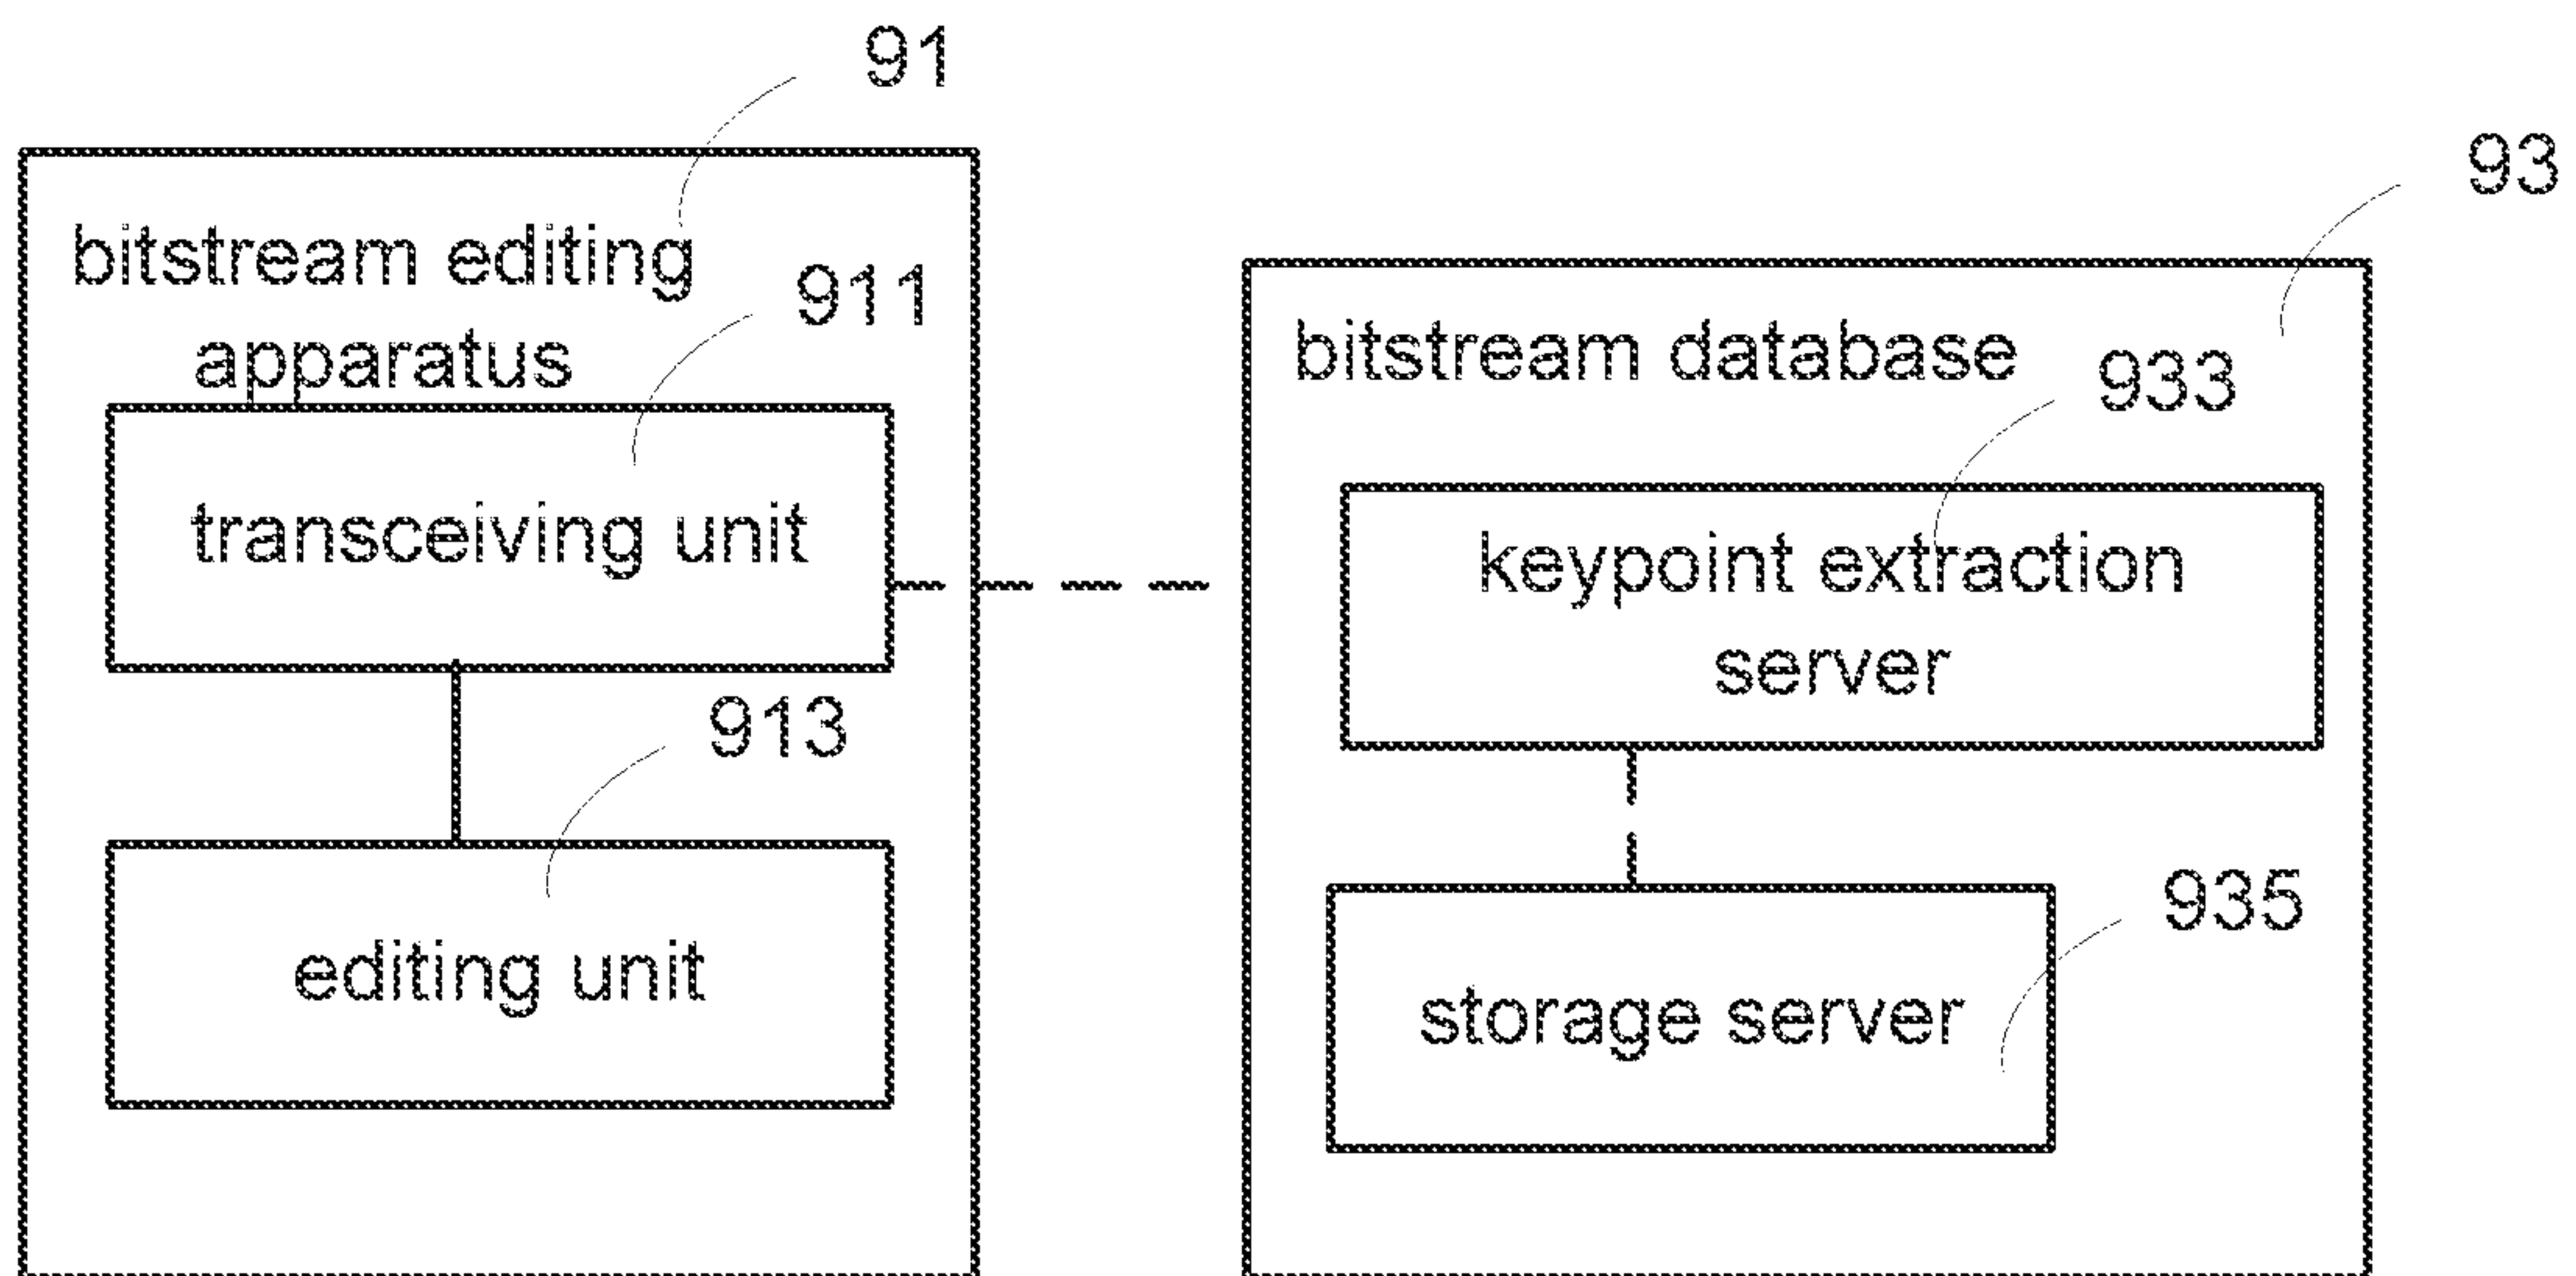 91
bitstream editing
apparatus
911
transceiving unit
913
editing unit
93
bitstream database
933
keypoint extraction
server
935
storage server